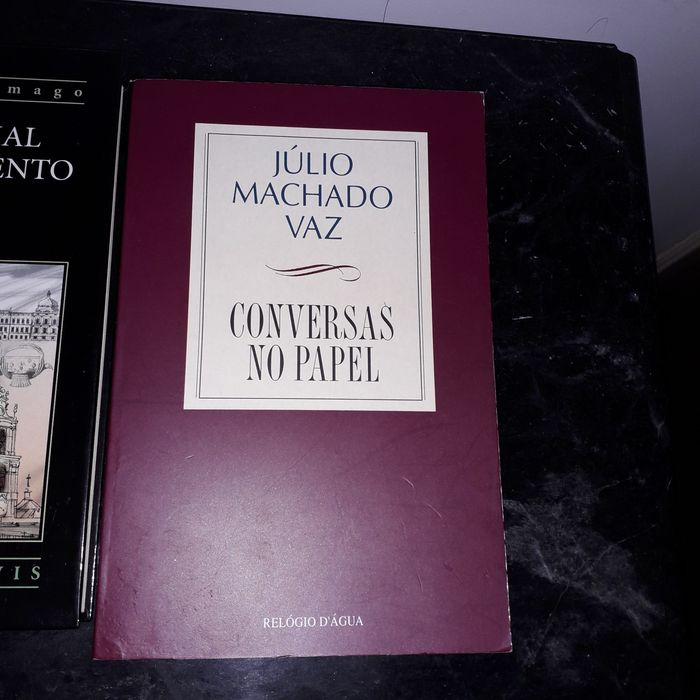 mago
AL
ENTO
VIS
JÚLIO
MACHADO
VAZ
CONVERSAS
NO PAPEL
RELÓGIO D'ÁGUA